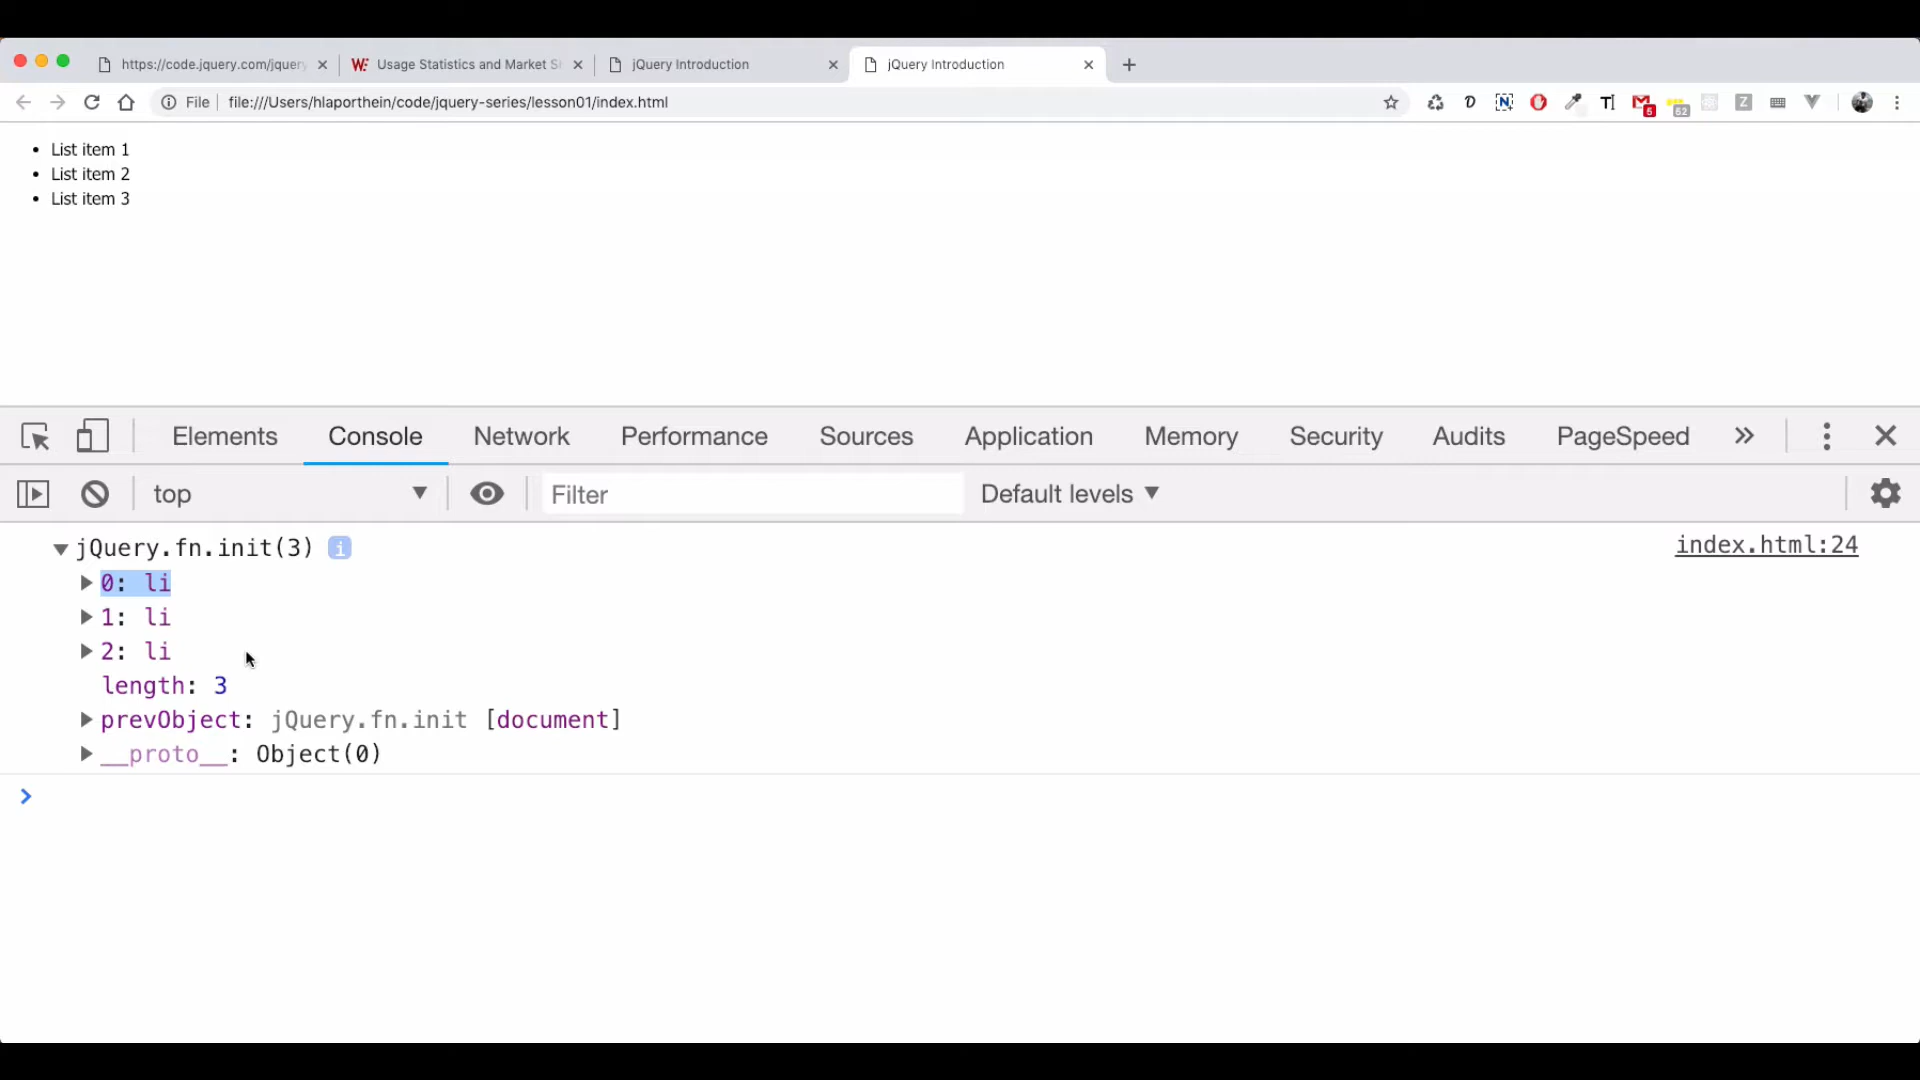 https://code.jquery.com/jquery
Usage Statistics and Market S
jQuery Introduction
jQuery Introduction
File
file:///Users/hlaporthein/code/jquery-series/lesson01/index.html
List item 1
List item 2
List item 3
Elements
Console
Network
Performance
Sources
Application
Memory
Security
Audits
PageSpeed
top
Filter
Default levels
jQuery.fn.init(3)
index.html:24
0: li
1: li
2: li
length: 3
prevObject: jQuery.fn.init [document]
__proto__: Object(0)